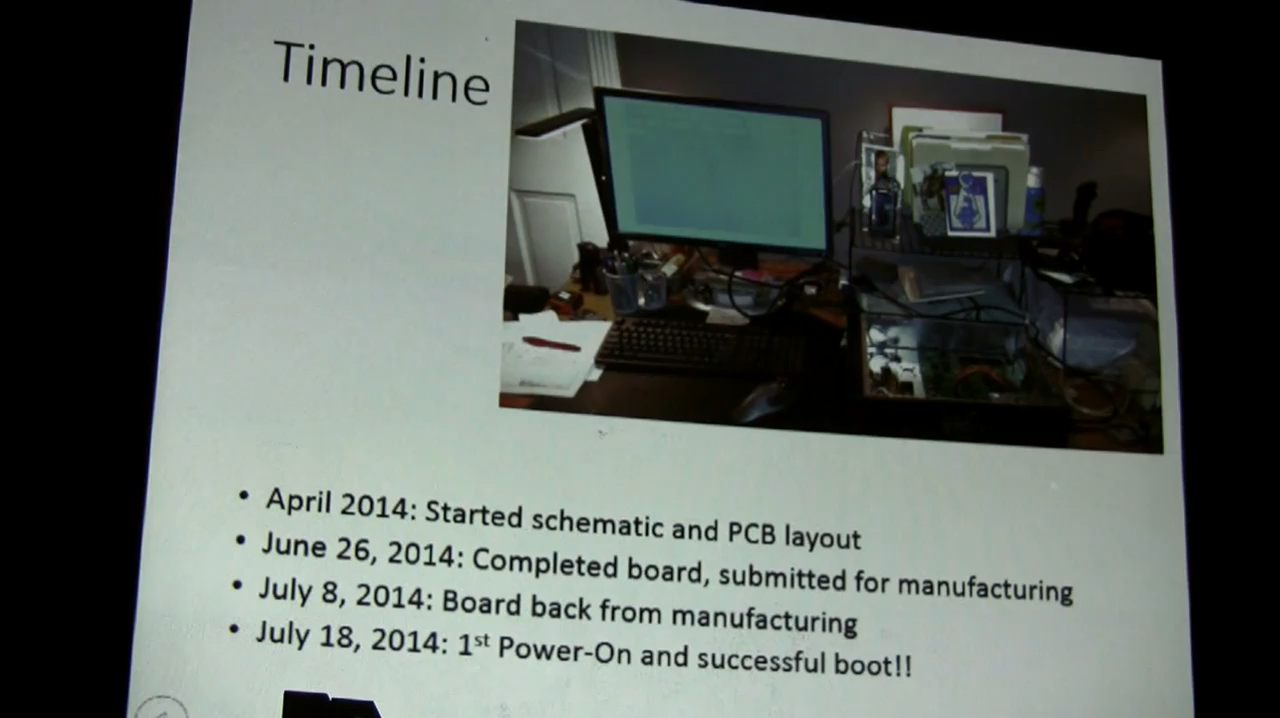 Timeline
• April 2014: Started schematic and PCB layout
• June 26, 2014: Completed board, submitted for manufacturing
• July 8, 2014: Board back from manufacturing
• July 18, 2014: 1st Power-On and successful boot!!